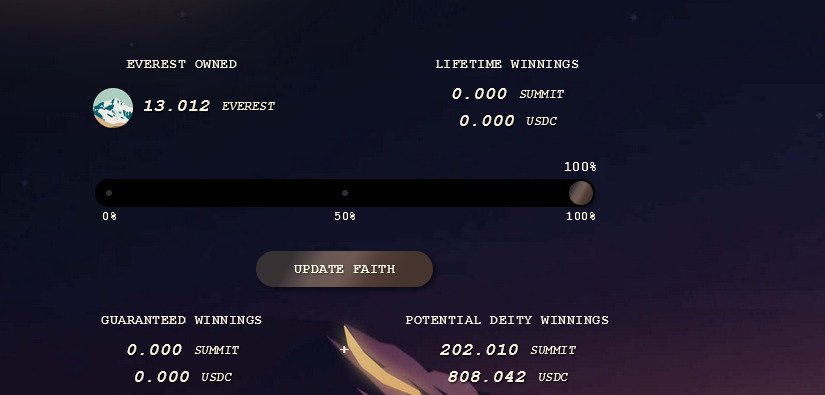 EVEREST OWNED
13.012 EVEREST
LIFETIME WINNINGS
0.000 SUMMIT
0.000 USDC
100%
0%
50%
100%
UPDATE FAITH
GUARANTEED WINNINGS
0.000 SUMMIT
0.000 USDC
+
POTENTIAL DEITY WINNINGS
202.010 SUMMIT
808.042 USDC